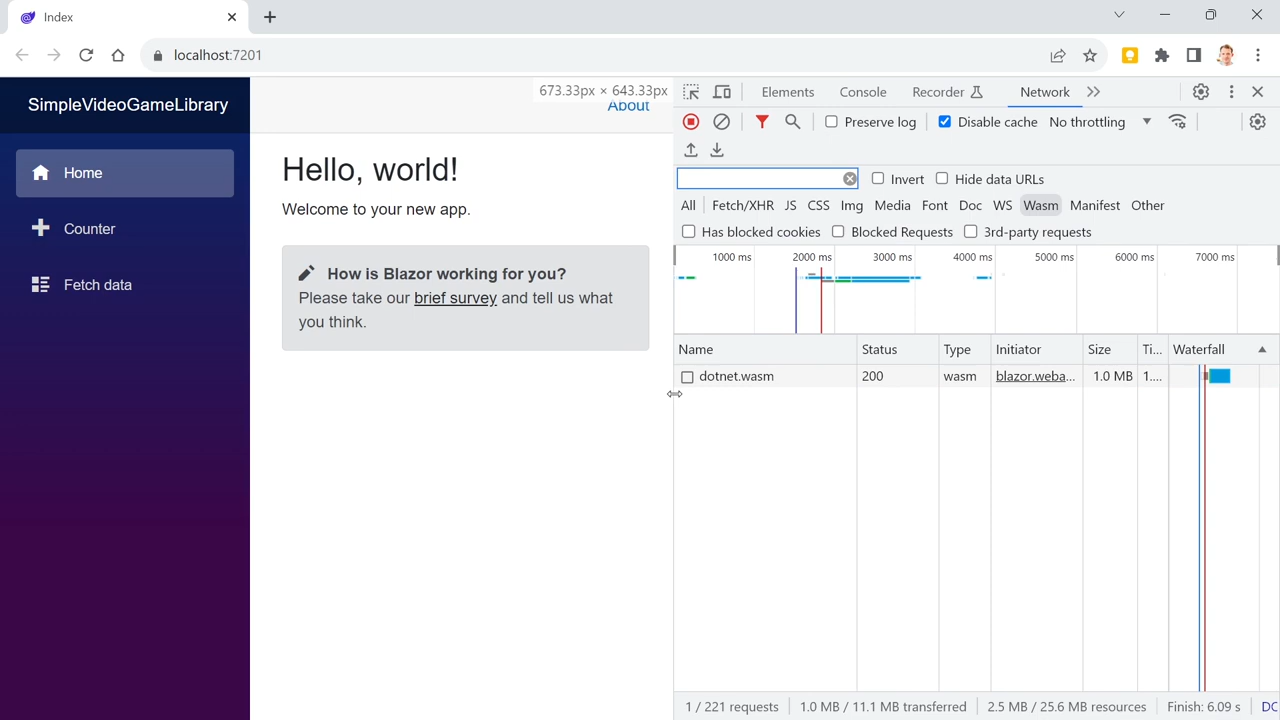 Index
localhost:7201
SimpleVideoGameLibrary
Home
Counter
Fetch data
673.33px × 643.33px
About
Hello, world!
Welcome to your new app.
How is Blazor working for you?
Please take our brief survey and tell us what
you think.
Elements Console Recorder Network
Preserve log Disable cache No throttling
Invert Hide data URLs
All Fetch/XHR JS CSS Img Media Font Doc WS Wasm Manifest Other
Has blocked cookies Blocked Requests 3rd-party requests
1000 ms 2000 ms 3000 ms 4000 ms 5000 ms 6000 ms 7000 ms
Name Status Type Initiator Size Ti... Waterfall
dotnet.wasm 200 wasm blazor.weba... 1.0 MB 1....
1 / 221 requests 1.0 MB / 11.1 MB transferred 2.5 MB / 25.6 MB resources Finish: 6.09 s DC